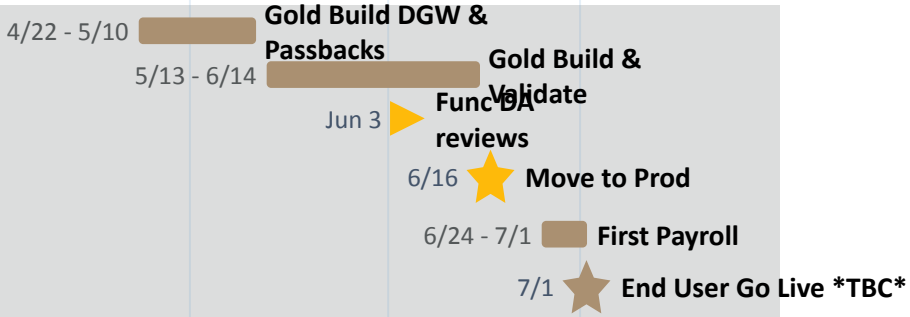 4/22 - 5/10 Gold Build DGW &
Passbacks
5/13 - 6/14 Gold Build &
Validate
Jun 3 Func DA
reviews
6/16 Move to Prod
6/24 - 7/1 First Payroll
7/1 End User Go Live *TBC*